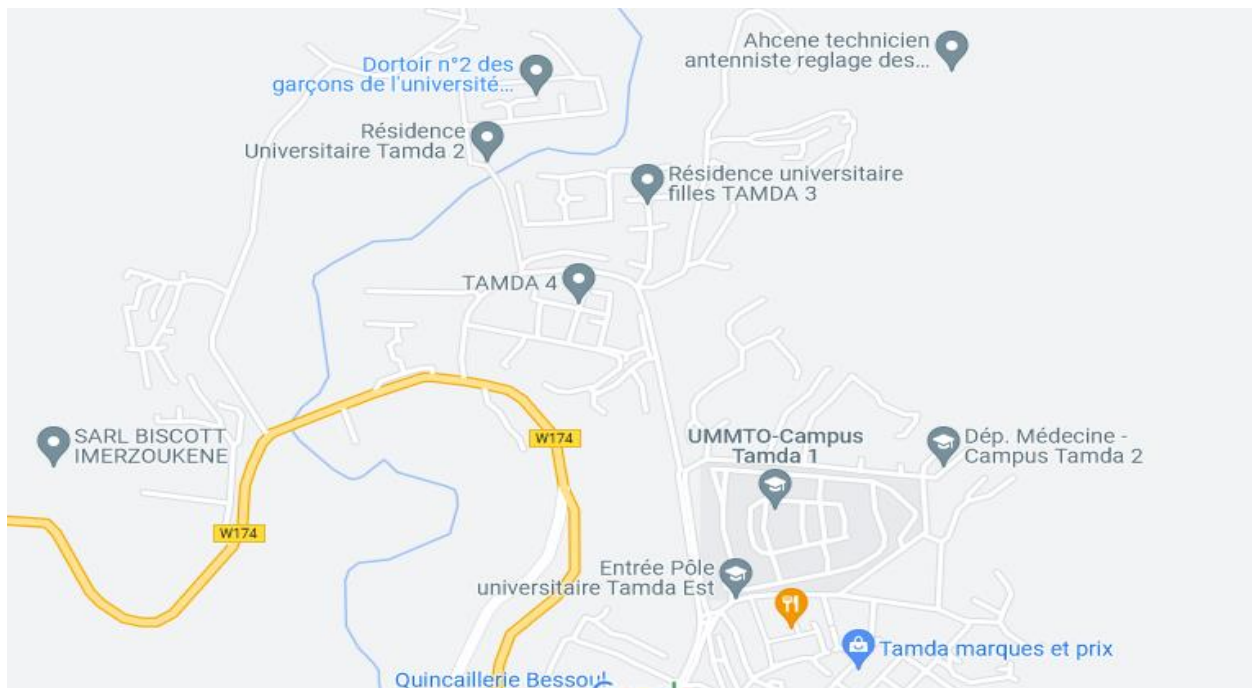 Ahcene technicien
antenniste reglage des...
Dortoir n°2 des
garçons de l'université...
Résidence
Universitaire Tamda 2
Résidence universitaire
filles TAMDA 3
TAMDA 4
SARL BISCOTT
IMERZOUKENE
W174
UMMTO-Campus
Tamda 1
Dép. Médecine -
Campus Tamda 2
W174
Entrée Pôle
universitaire Tamda Est
Tamda marques et prix
Quincaillerie Bessoul